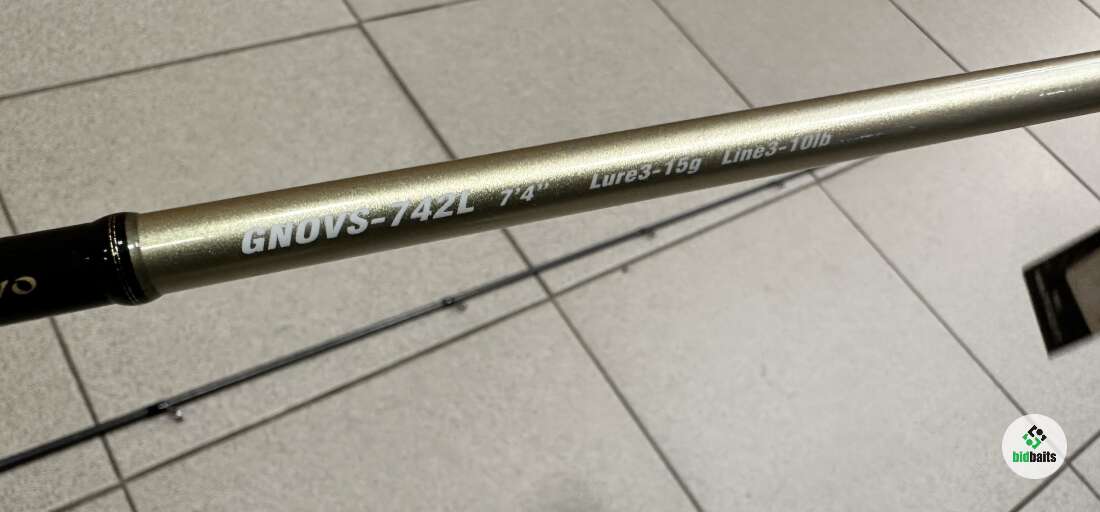 GNOVS-742L 7'4" Lure3-15g Line3-10lb
bidbaits